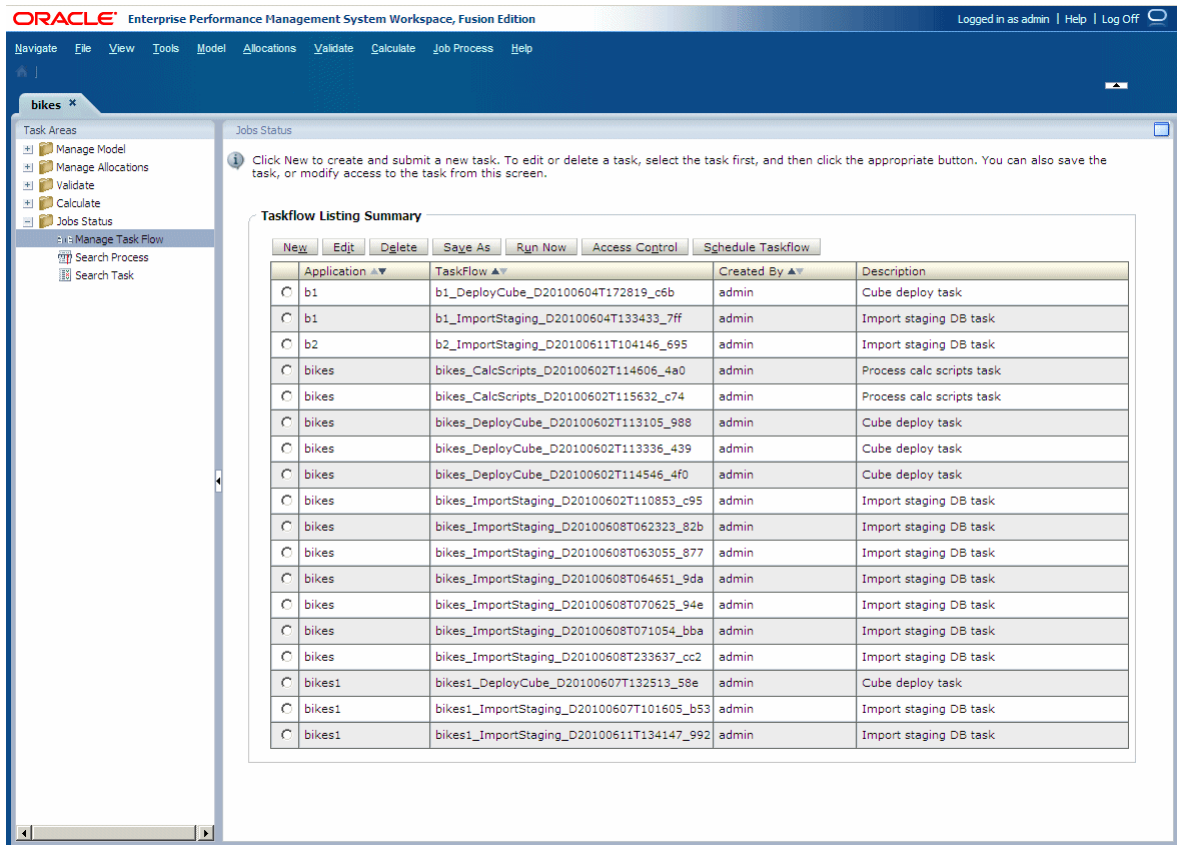 ORACLE Enterprise Performance Management System Workspace, Fusion Edition Logged in as admin | Help | Log Off
Navigate File View Tools Model Allocations Validate Calculate Job Process Help
bikes
Task Areas
Manage Model
Manage Allocations
Validate
Calculate
Jobs Status
Manage Task Flow
Search Process
Search Task
Jobs Status
Click New to create and submit a new task. To edit or delete a task, select the task first, and then click the appropriate button. You can also save the
task, or modify access to the task from this screen.
Taskflow Listing Summary
New Edit Delete Save As Run Now Access Control Schedule Taskflow
Application TaskFlow Created By Description
b1 b1_DeployCube_D20100604T172819_c6b admin Cube deploy task
b1 b1_ImportStaging_D20100604T133433_7ff admin Import staging DB task
b2 b2_ImportStaging_D20100611T104146_695 admin Import staging DB task
bikes bikes_CalcScripts_D20100602T114606_4a0 admin Process calc scripts task
bikes bikes_CalcScripts_D20100602T115632_c74 admin Process calc scripts task
bikes bikes_DeployCube_D20100602T113105_988 admin Cube deploy task
bikes bikes_DeployCube_D20100602T113336_439 admin Cube deploy task
bikes bikes_DeployCube_D20100602T114546_4f0 admin Cube deploy task
bikes bikes_ImportStaging_D20100602T110853_c95 admin Import staging DB task
bikes bikes_ImportStaging_D20100608T062323_82b admin Import staging DB task
bikes bikes_ImportStaging_D20100608T063055_877 admin Import staging DB task
bikes bikes_ImportStaging_D20100608T064651_9da admin Import staging DB task
bikes bikes_ImportStaging_D20100608T070625_94e admin Import staging DB task
bikes bikes_ImportStaging_D20100608T071054_bba admin Import staging DB task
bikes bikes_ImportStaging_D20100608T233637_cc2 admin Import staging DB task
bikes1 bikes1_DeployCube_D20100607T132513_58e admin Cube deploy task
bikes1 bikes1_ImportStaging_D20100607T101605_b53 admin Import staging DB task
bikes1 bikes1_ImportStaging_D20100611T134147_992 admin Import staging DB task